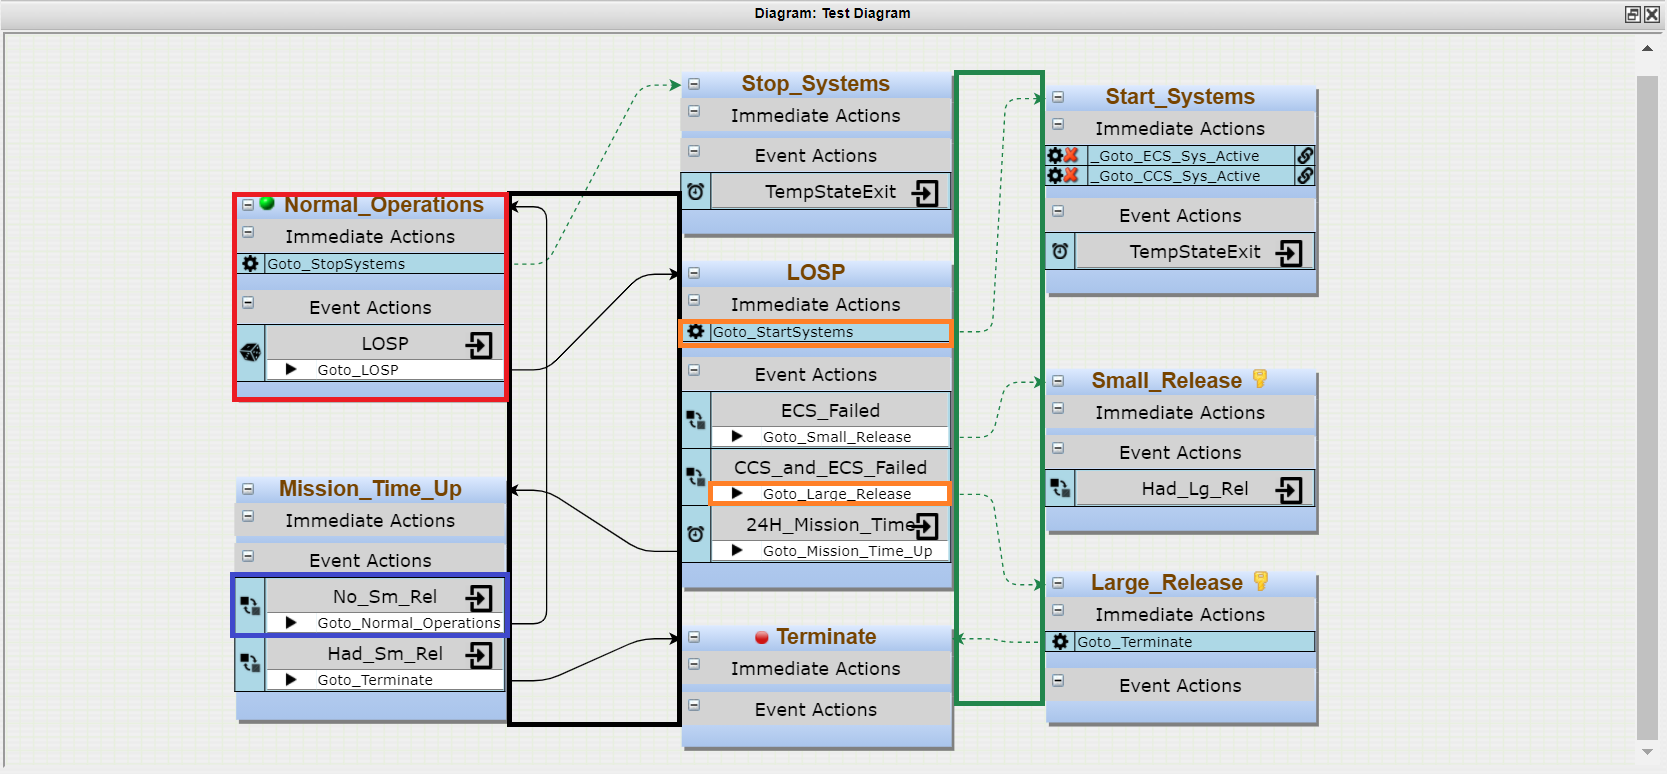 Diagram: Test Diagram
Normal_Operations
Immediate Actions
Goto_StopSystems
Event Actions
LOSP
Goto_LOSP
Mission_Time_Up
Immediate Actions
Event Actions
No_Sm_Rel
Goto_Normal_Operations
Had_Sm_Rel
Goto_Terminate
Stop_Systems
Immediate Actions
Event Actions
TempStateExit
LOSP
Immediate Actions
Goto_StartSystems
Event Actions
ECS_Failed
Goto_Small_Release
CCS_and_ECS_Failed
Goto_Large_Release
24H_Mission_Time
Goto_Mission_Time_Up
Terminate
Immediate Actions
Event Actions
Start_Systems
Immediate Actions
_Goto_ECS_Sys_Active
_Goto_CCS_Sys_Active
Event Actions
TempStateExit
Small_Release
Immediate Actions
Event Actions
Had_Lg_Rel
Large_Release
Immediate Actions
Goto_Terminate
Event Actions